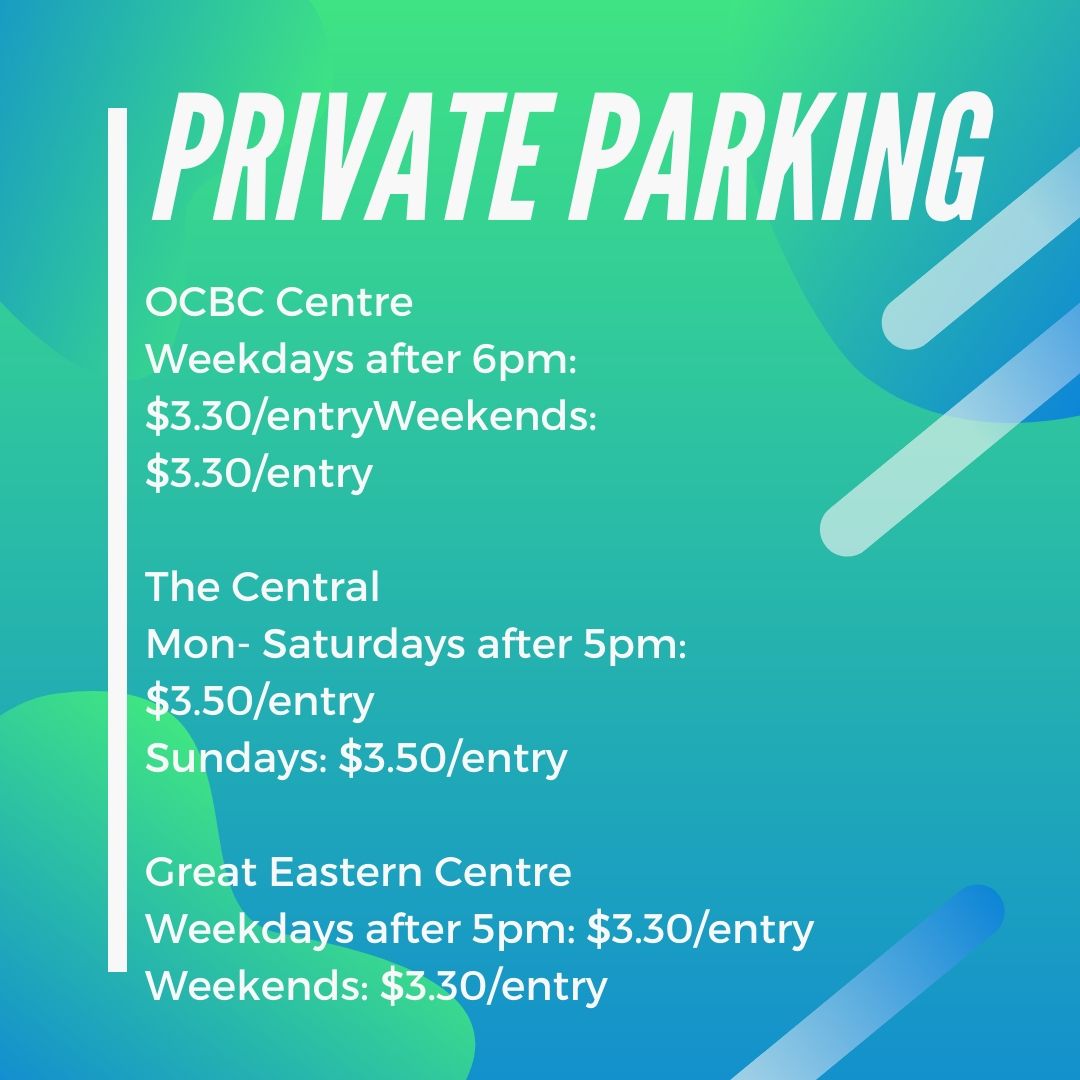 PRIVATE PARKING
OCBC Centre
Weekdays after 6pm:
$3.30/entryWeekends:
$3.30/entry
The Central
Mon- Saturdays after 5pm:
$3.50/entry
Sundays: $3.50/entry
Great Eastern Centre
Weekdays after 5pm: $3.30/entry
Weekends: $3.30/entry